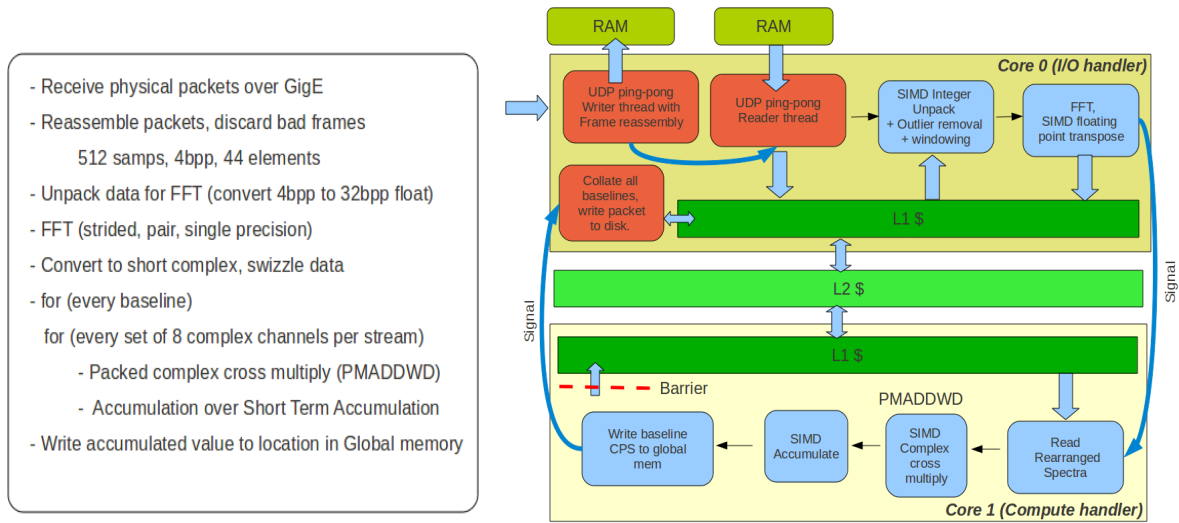 - Receive physical packets over GigE
- Reassemble packets, discard bad frames
512 samps, 4bpp, 44 elements
- Unpack data for FFT (convert 4bpp to 32bpp float)
- FFT (strided, pair, single precision)
- Convert to short complex, swizzle data
- for (every baseline)
for (every set of 8 complex channels per stream)
- Packed complex cross multiply (PMADDWD)
- Accumulation over Short Term Accumulation
- Write accumulated value to location in Global memory
RAM
RAM
Core 0 (I/O handler)
UDP ping-pong
Writer thread with
Frame reassembly
UDP ping-pong
Reader thread
SIMD Integer
Unpack
+ Outlier removal
+ windowing
FFT,
SIMD floating
point transpose
Collate all
baselines,
write packet
to disk.
L1 $
L2 $
Signal
Signal
L1 $
Barrier
PMADDWD
Write baseline
CPS to global
mem
SIMD
Accumulate
SIMD
Complex
cross
multiply
Read
Rearranged
Spectra
Core 1 (Compute handler)